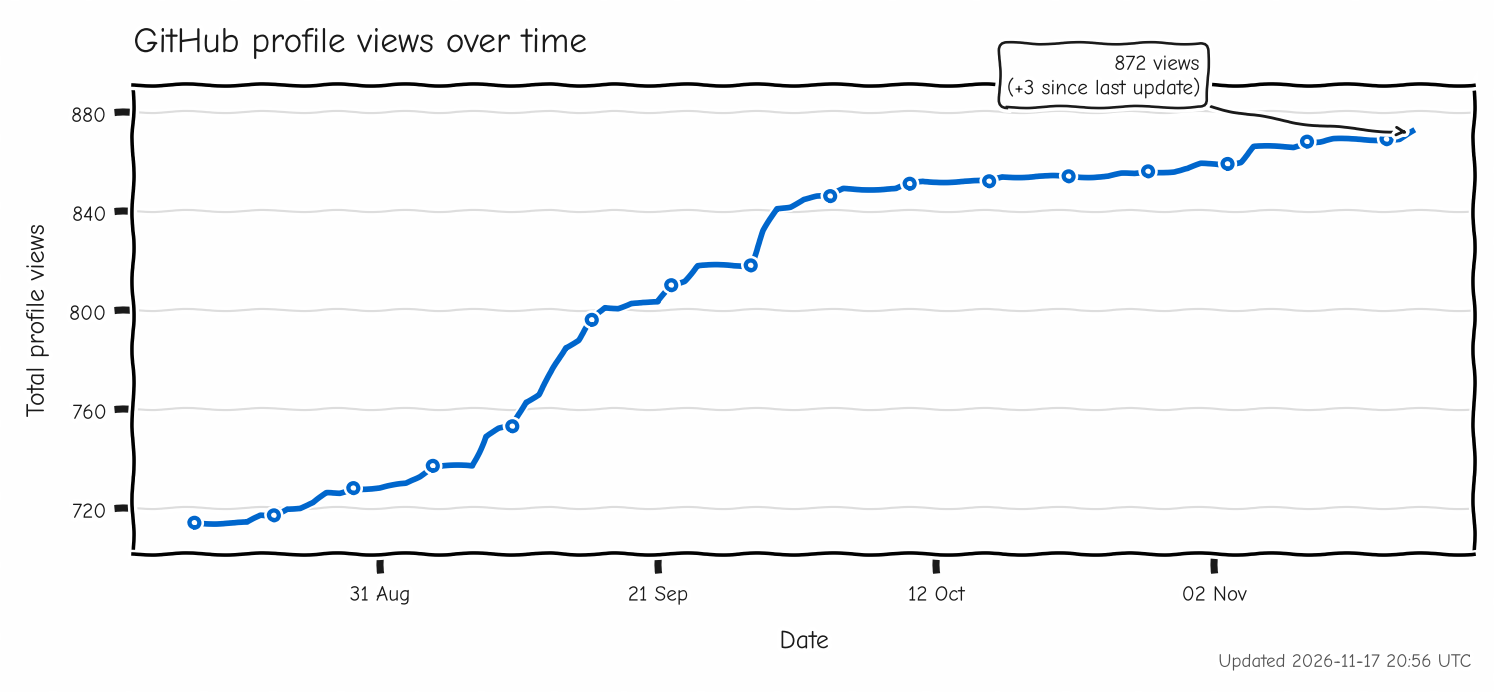 GitHub profile views over time
872 views
(+3 since last update)
880
840
800
760
720
Total profile views
31 Aug
21 Sep
12 Oct
02 Nov
Date
Updated 2026-11-17 20:56 UTC